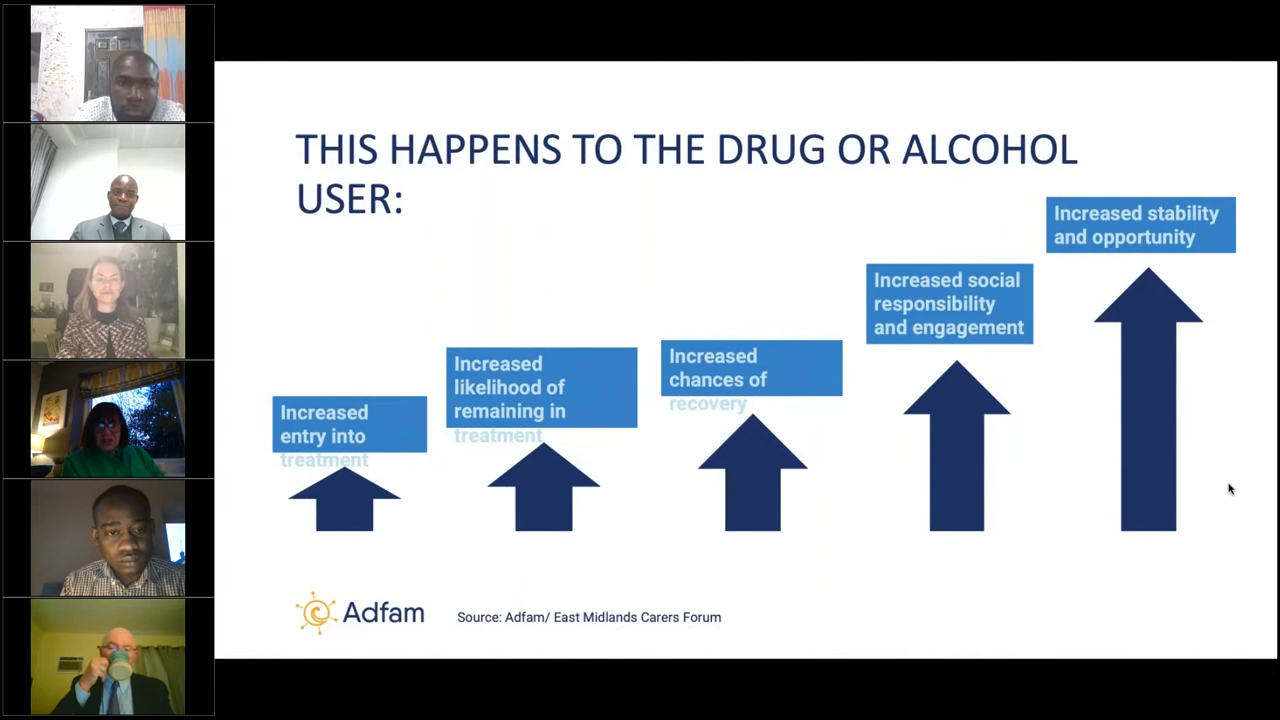 THIS HAPPENS TO THE DRUG OR ALCOHOL
USER:
Increased
entry into
treatment
Increased
likelihood of
remaining in
treatment
Increased
chances of
recovery
Increased social
responsibility
and engagement
Increased stability
and opportunity
Adfam
Source: Adfam/ East Midlands Carers Forum